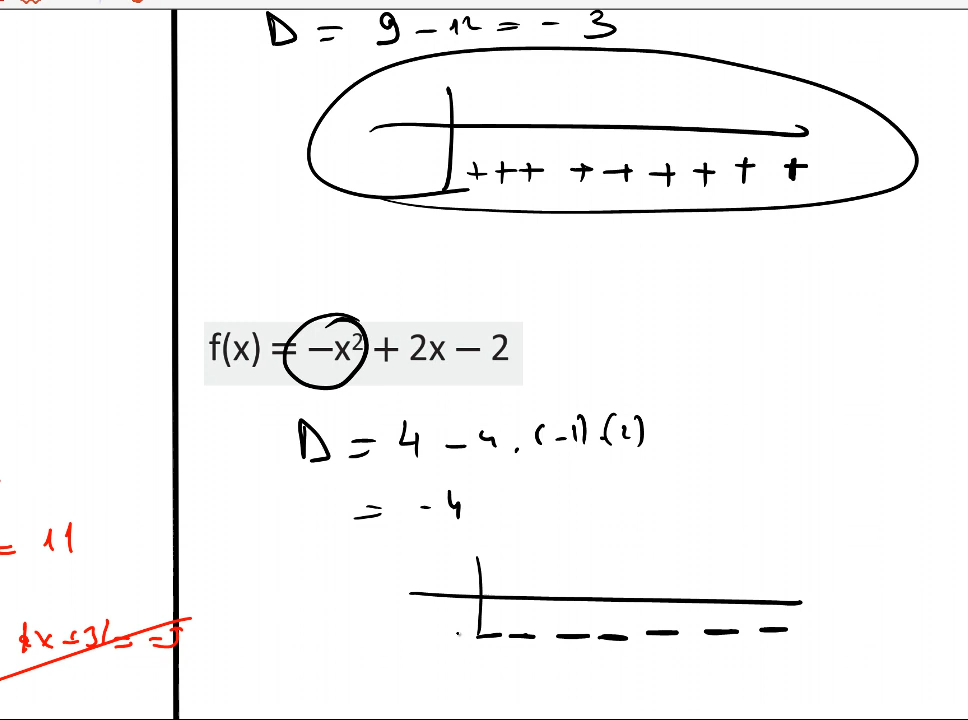 D = 9 - 12 = - 3
+++ + + + + + +
f(x) = −x² + 2x − 2
D = 4 - 4 . (-1) . (2)
= - 4
- - - - - - -
= 11